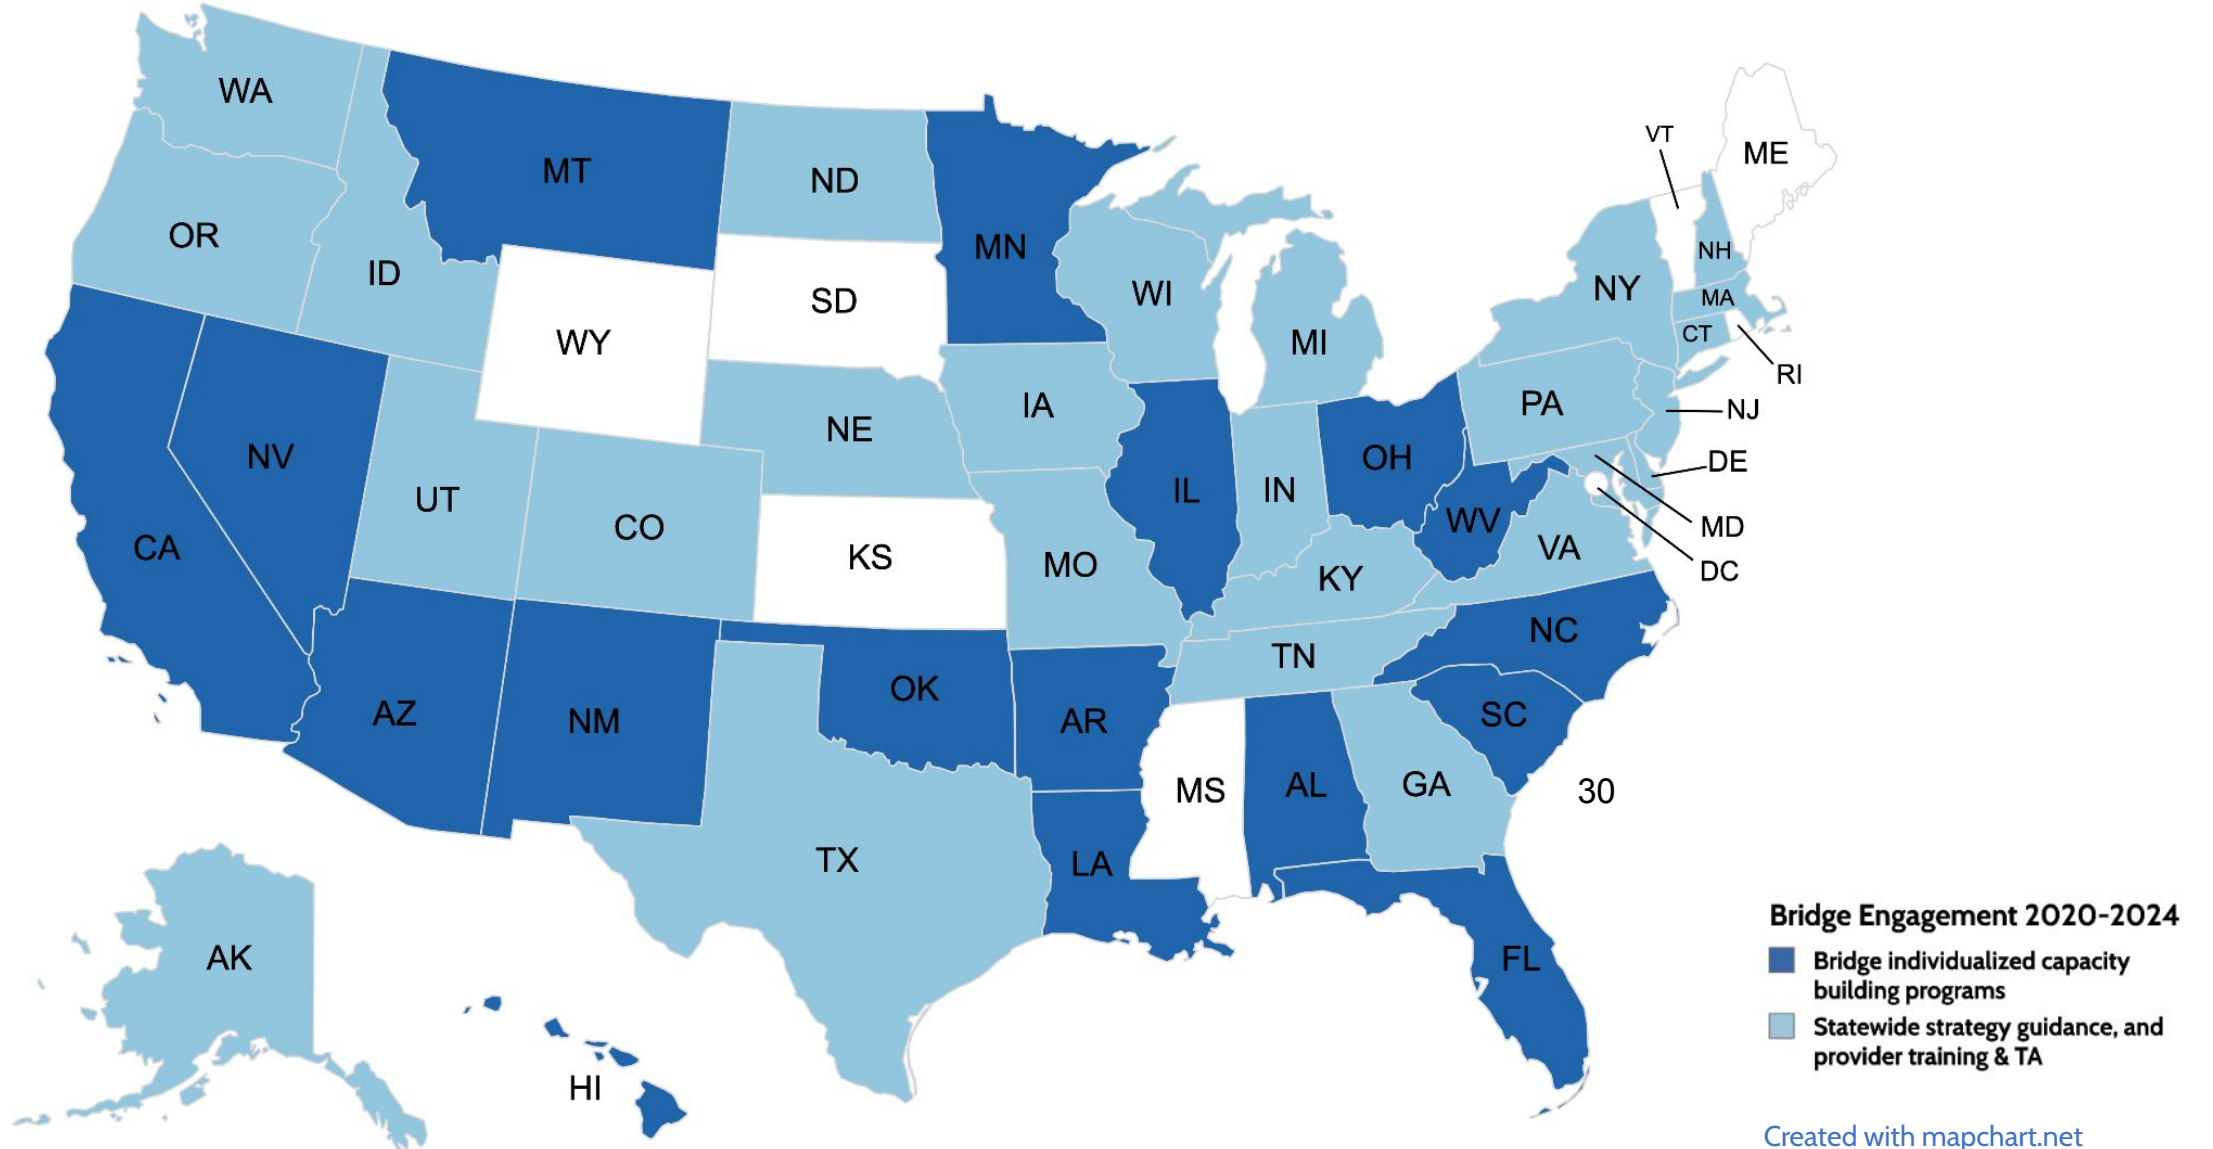 WA
MT
ND
MN
VT
ME
OR
ID
SD
WI
NH
NY
MA
WY
MI
CT
RI
NE
IA
PA
NJ
NV
OH
DE
UT
IL
IN
CO
WV
MD
CA
KS
MO
VA
DC
KY
NC
TN
OK
AZ
NM
AR
SC
MS
AL
GA
30
TX
LA
AK
FL
HI
Bridge Engagement 2020-2024
Bridge individualized capacity
building programs
Statewide strategy guidance, and
provider training & TA
Created with mapchart.net